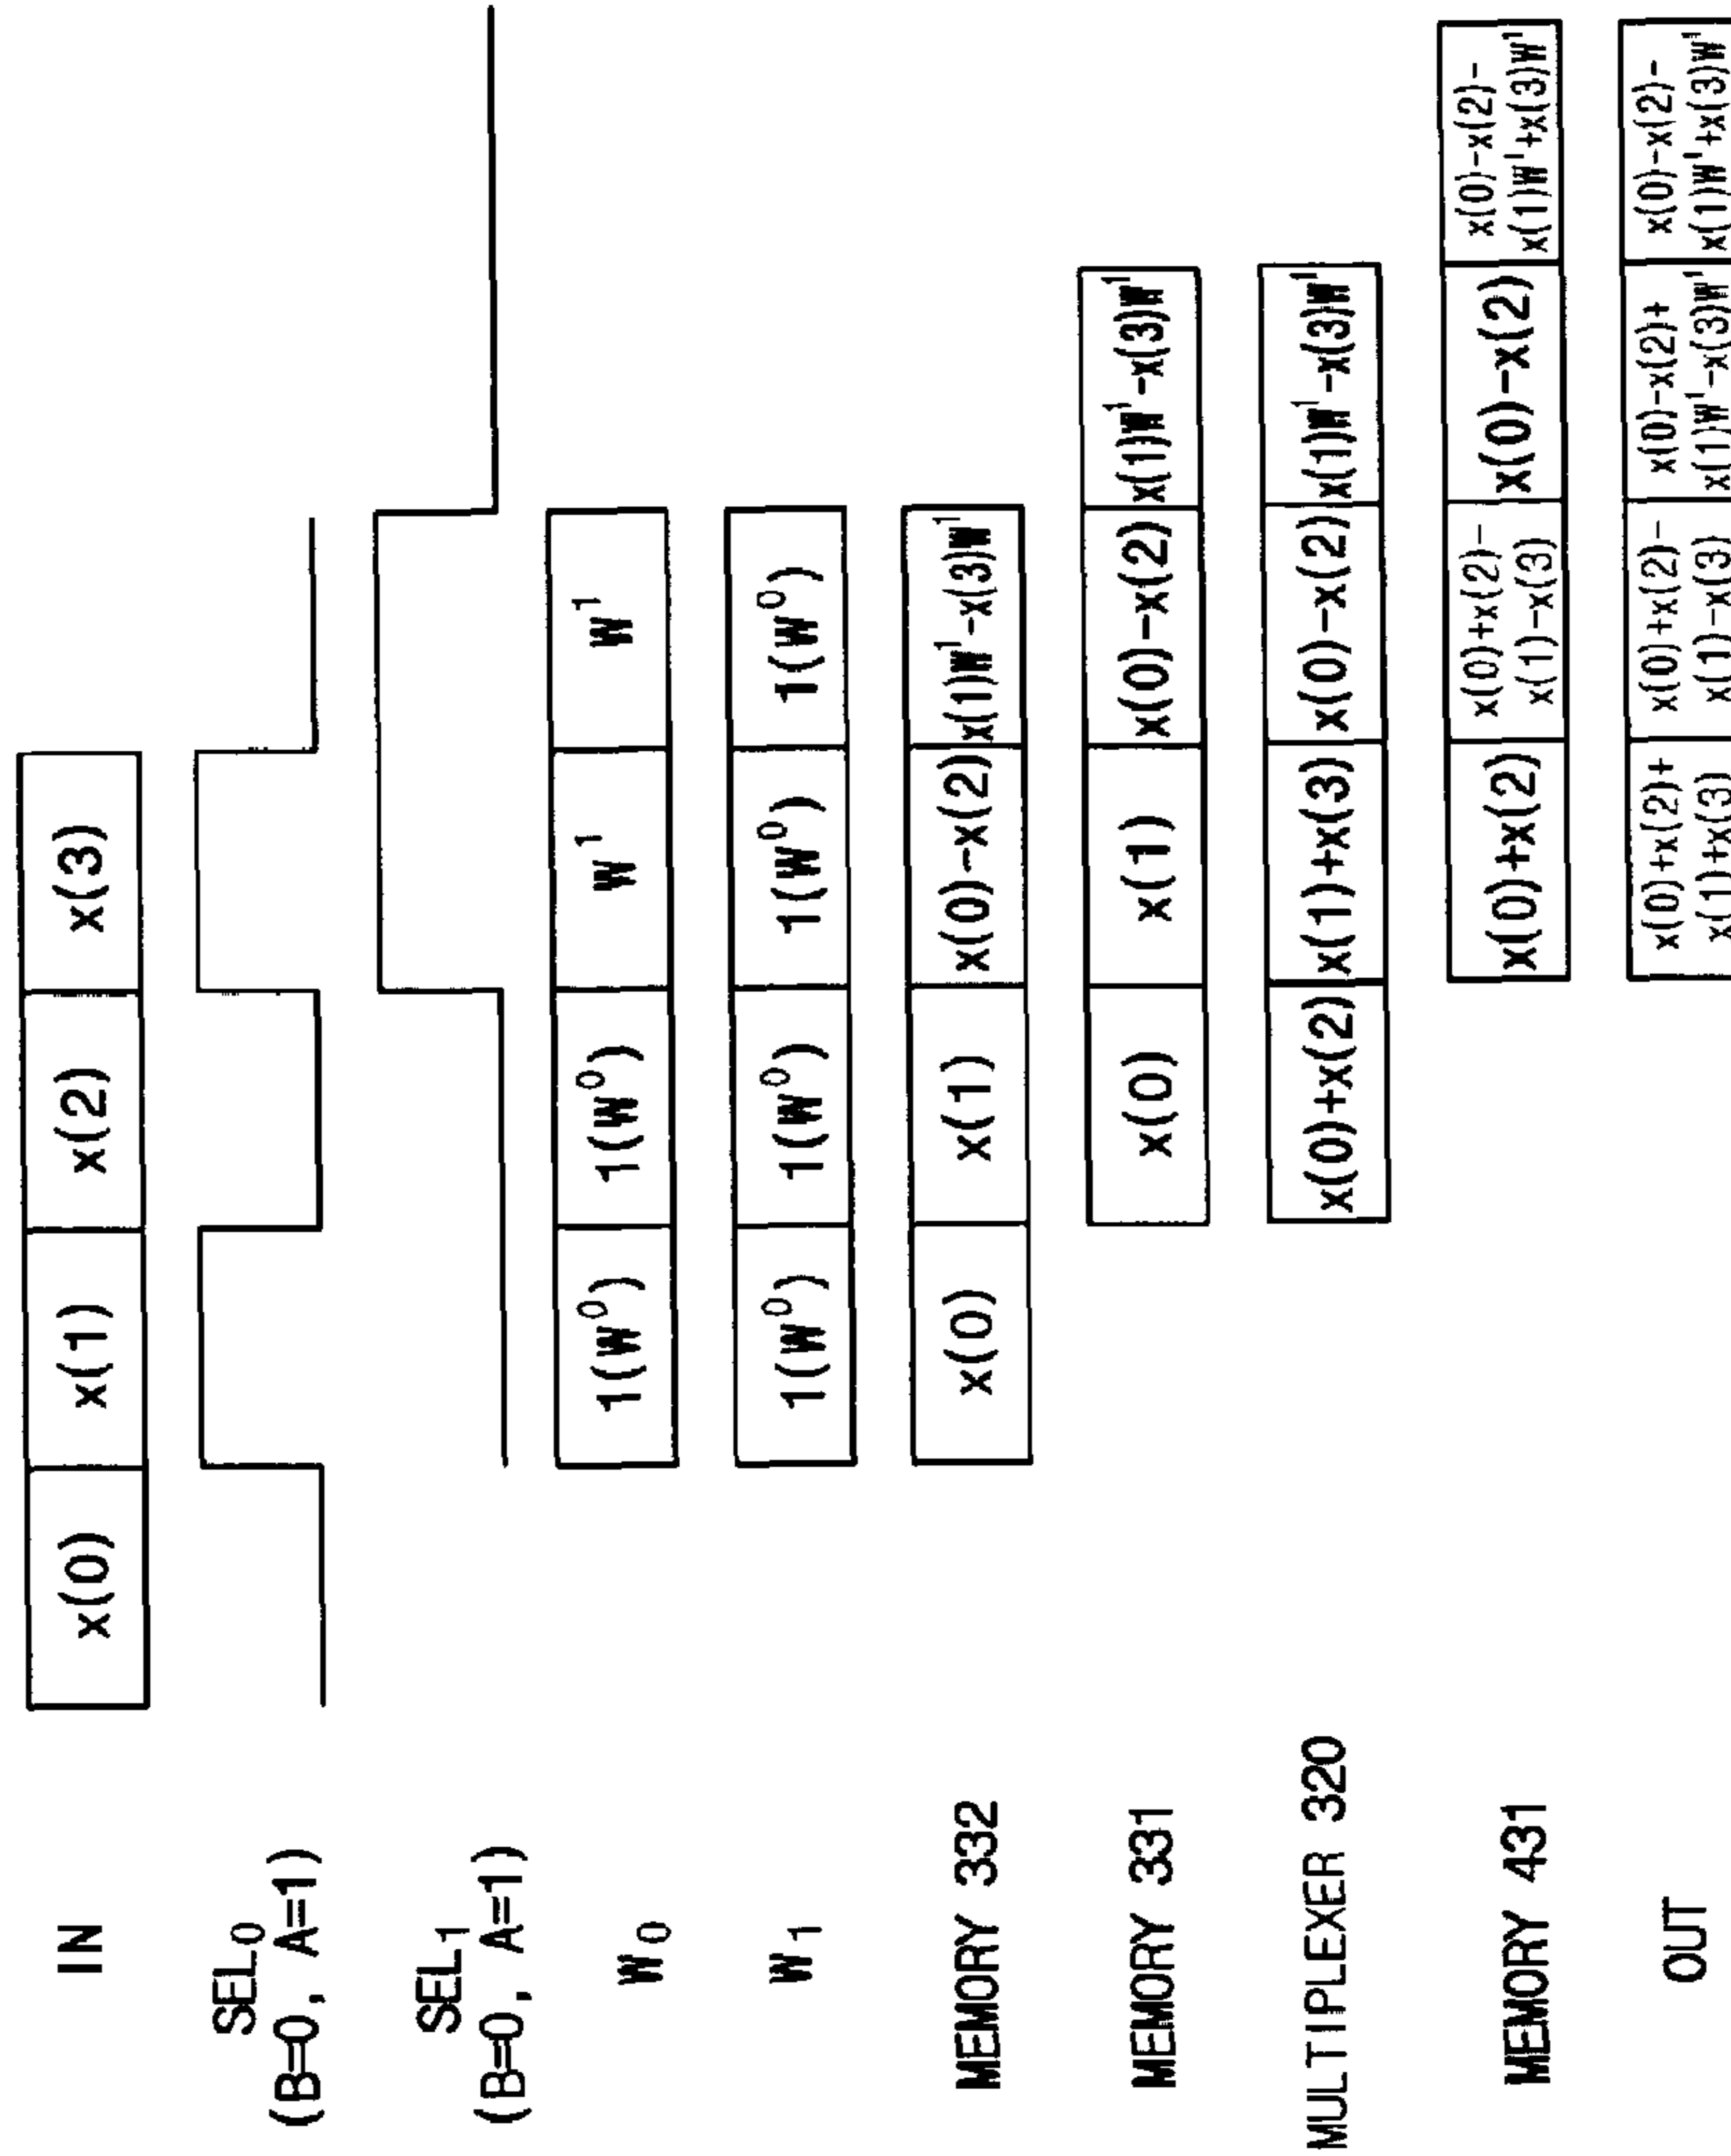 IN
x(0) x(1) x(2) x(3)
SEL0
(B=0, A=1)
SEL1
(B=0, A=1)
W0
1(W⁰) 1(W⁰) W¹ W¹
W1
1(W⁰) 1(W⁰) 1(W⁰) 1(W⁰)
MEMORY 332
x(0) x(1) x(0)-x(2) x(1)W¹-x(3)W¹
MEMORY 331
x(0) x(1) x(0)-x(2) x(1)W¹-x(3)W¹
MULTIPLEXER 320
x(0)+x(2) x(1)+x(3) x(0)-x(2) x(1)W¹-x(3)W¹
MEMORY 431
x(0)+x(2)
x(0)+x(2)-
x(1)-x(3)
x(0)-x(2)
x(0)-x(2)-
x(1)W¹+x(3)W¹
OUT
x(0)+x(2)+
x(1)+x(3)
x(0)+x(2)-
x(1)-x(3)
x(0)-x(2)+
x(1)W¹-x(3)W¹
x(0)-x(2)-
x(1)W¹+x(3)W¹